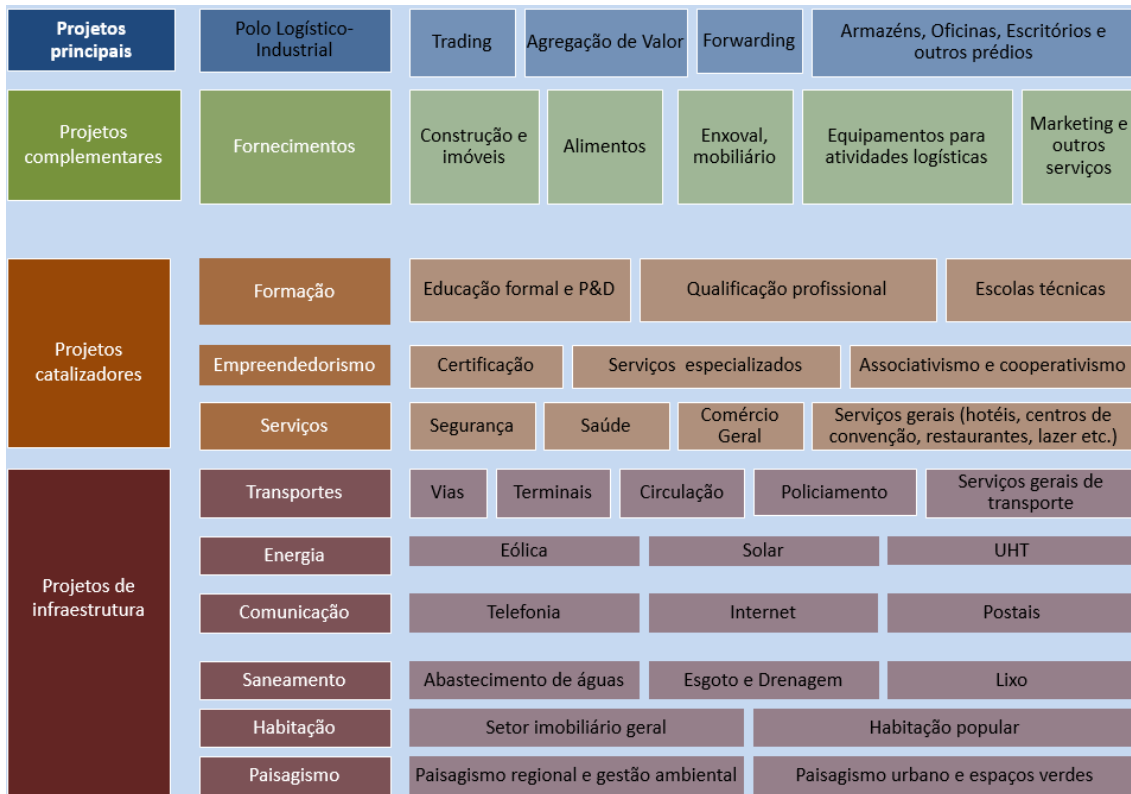 Projetos
principais
Polo Logístico-
Industrial
Trading
Agregação de Valor
Forwarding
Armazéns, Oficinas, Escritórios e
outros prédios
Projetos
complementares
Fornecimentos
Construção e
imóveis
Alimentos
Enxoval,
mobiliário
Equipamentos para
atividades logísticas
Marketing e
outros
serviços
Projetos
catalizadores
Formação
Educação formal e P&D
Qualificação profissional
Escolas técnicas
Empreendedorismo
Certificação
Serviços especializados
Associativismo e cooperativismo
Serviços
Segurança
Saúde
Comércio
Geral
Serviços gerais (hotéis, centros de
convenção, restaurantes, lazer etc.)
Projetos de
infraestrutura
Transportes
Vias
Terminais
Circulação
Policiamento
Serviços gerais de
transporte
Energia
Eólica
Solar
UHT
Comunicação
Telefonia
Internet
Postais
Saneamento
Abastecimento de águas
Esgoto e Drenagem
Lixo
Habitação
Setor imobiliário geral
Habitação popular
Paisagismo
Paisagismo regional e gestão ambiental
Paisagismo urbano e espaços verdes